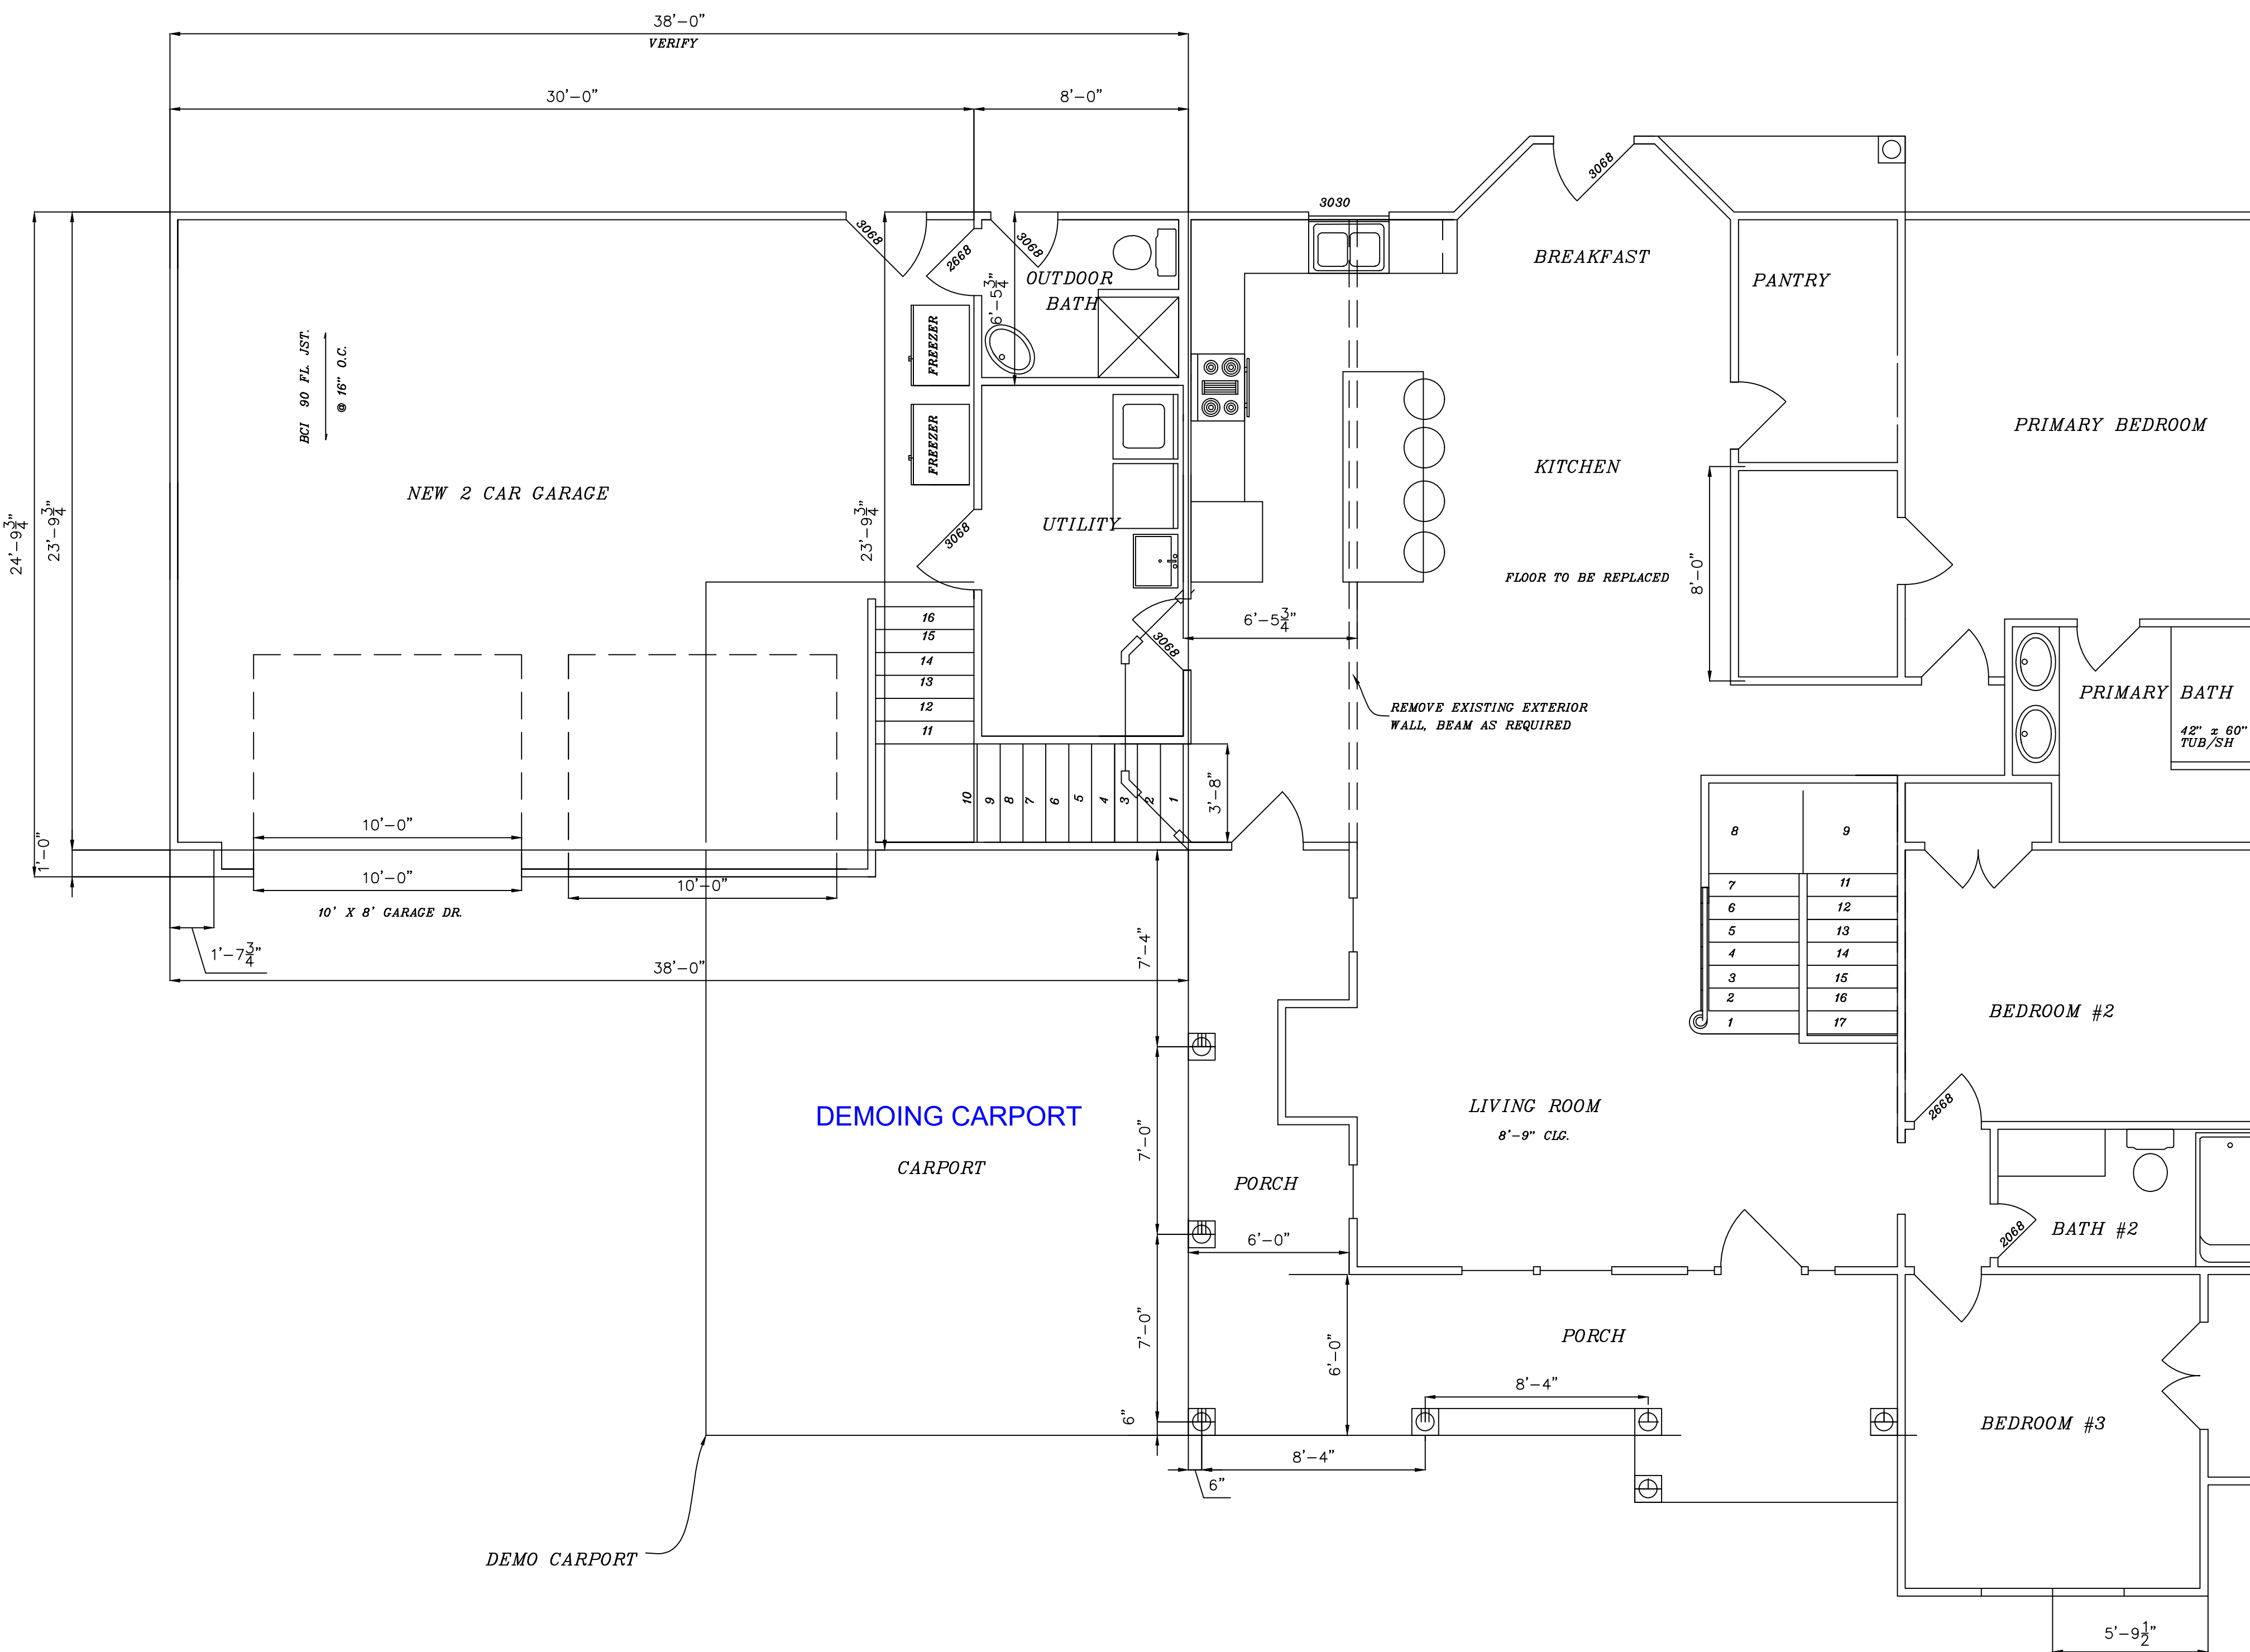 38'-0"
VERIFY
30'-0"
8'-0"
3030
3068
3068
2668
3068
OUTDOOR
BATH
6'-5 3/4"
BREAKFAST
PANTRY
FREEZER
FREEZER
BCI 90 FL. JST.
@ 16" O.C.
PRIMARY BEDROOM
KITCHEN
NEW 2 CAR GARAGE
UTILITY
24'-9 3/4"
23'-9 3/4"
23'-9 3/4"
3068
FLOOR TO BE REPLACED
8'-0"
16
15
14
13
12
11
6'-5 3/4"
3068
REMOVE EXISTING EXTERIOR
WALL, BEAM AS REQUIRED
PRIMARY BATH
42" x 60"
TUB/SH
10
9
8
7
6
5
4
3
2
1
3'-8"
1'-0"
10'-0"
10'-0"
10'-0"
10' X 8' GARAGE DR.
1'-7 3/4"
38'-0"
7'-4"
8
9
7
11
6
12
5
13
4
14
3
15
2
16
1
17
BEDROOM #2
DEMOING CARPORT
CARPORT
7'-0"
LIVING ROOM
8'-9" CLG.
2668
PORCH
6'-0"
2068
BATH #2
7'-0"
6'-0"
PORCH
8'-4"
6"
BEDROOM #3
8'-4"
6"
DEMO CARPORT
5'-9 1/2"